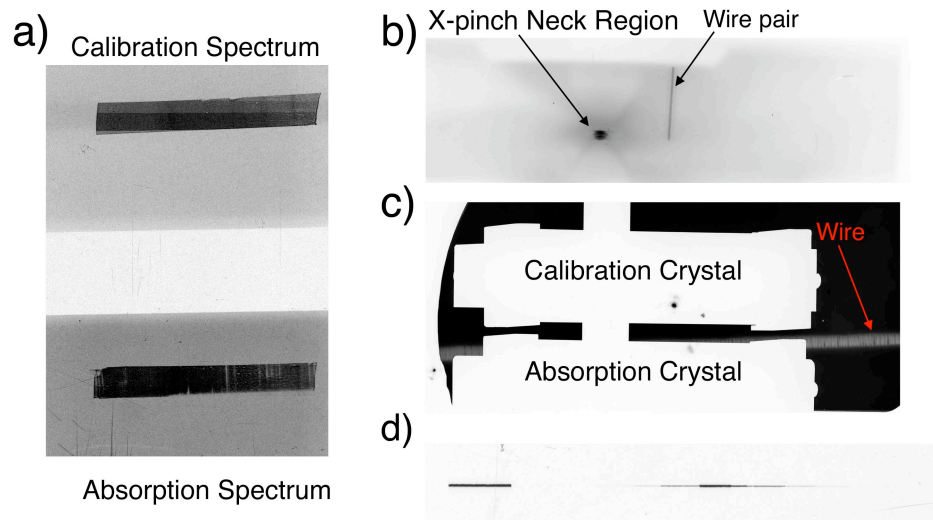 a)
Calibration Spectrum
Absorption Spectrum
b)
X-pinch Neck Region
Wire pair
c)
Wire
Calibration Crystal
Absorption Crystal
d)